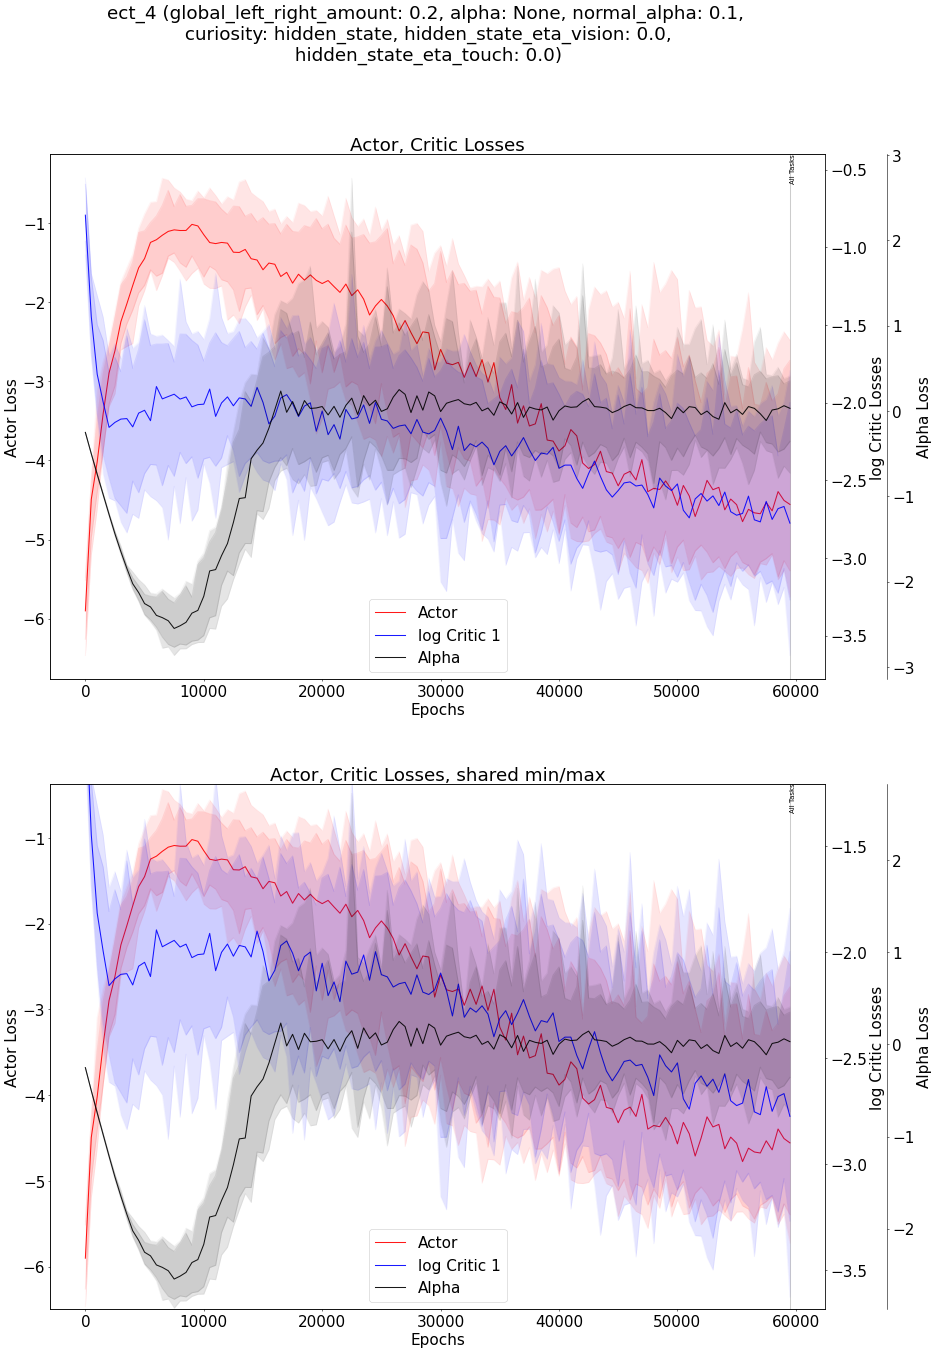 ect_4 (global_left_right_amount: 0.2, alpha: None, normal_alpha: 0.1,
curiosity: hidden_state, hidden_state_eta_vision: 0.0,
hidden_state_eta_touch: 0.0)
Actor, Critic Losses
All Tasks
Actor Loss
−1
−2
−3
−4
−5
−6
−0.5
−1.0
−1.5
−2.0
−2.5
−3.0
−3.5
log Critic Losses
3
2
1
0
−1
−2
−3
Alpha Loss
Actor
log Critic 1
Alpha
0
10000
20000
30000
40000
50000
60000
Epochs
Actor, Critic Losses, shared min/max
All Tasks
Actor Loss
−1
−2
−3
−4
−5
−6
−1.5
−2.0
−2.5
−3.0
−3.5
log Critic Losses
2
1
0
−1
−2
Alpha Loss
Actor
log Critic 1
Alpha
0
10000
20000
30000
40000
50000
60000
Epochs